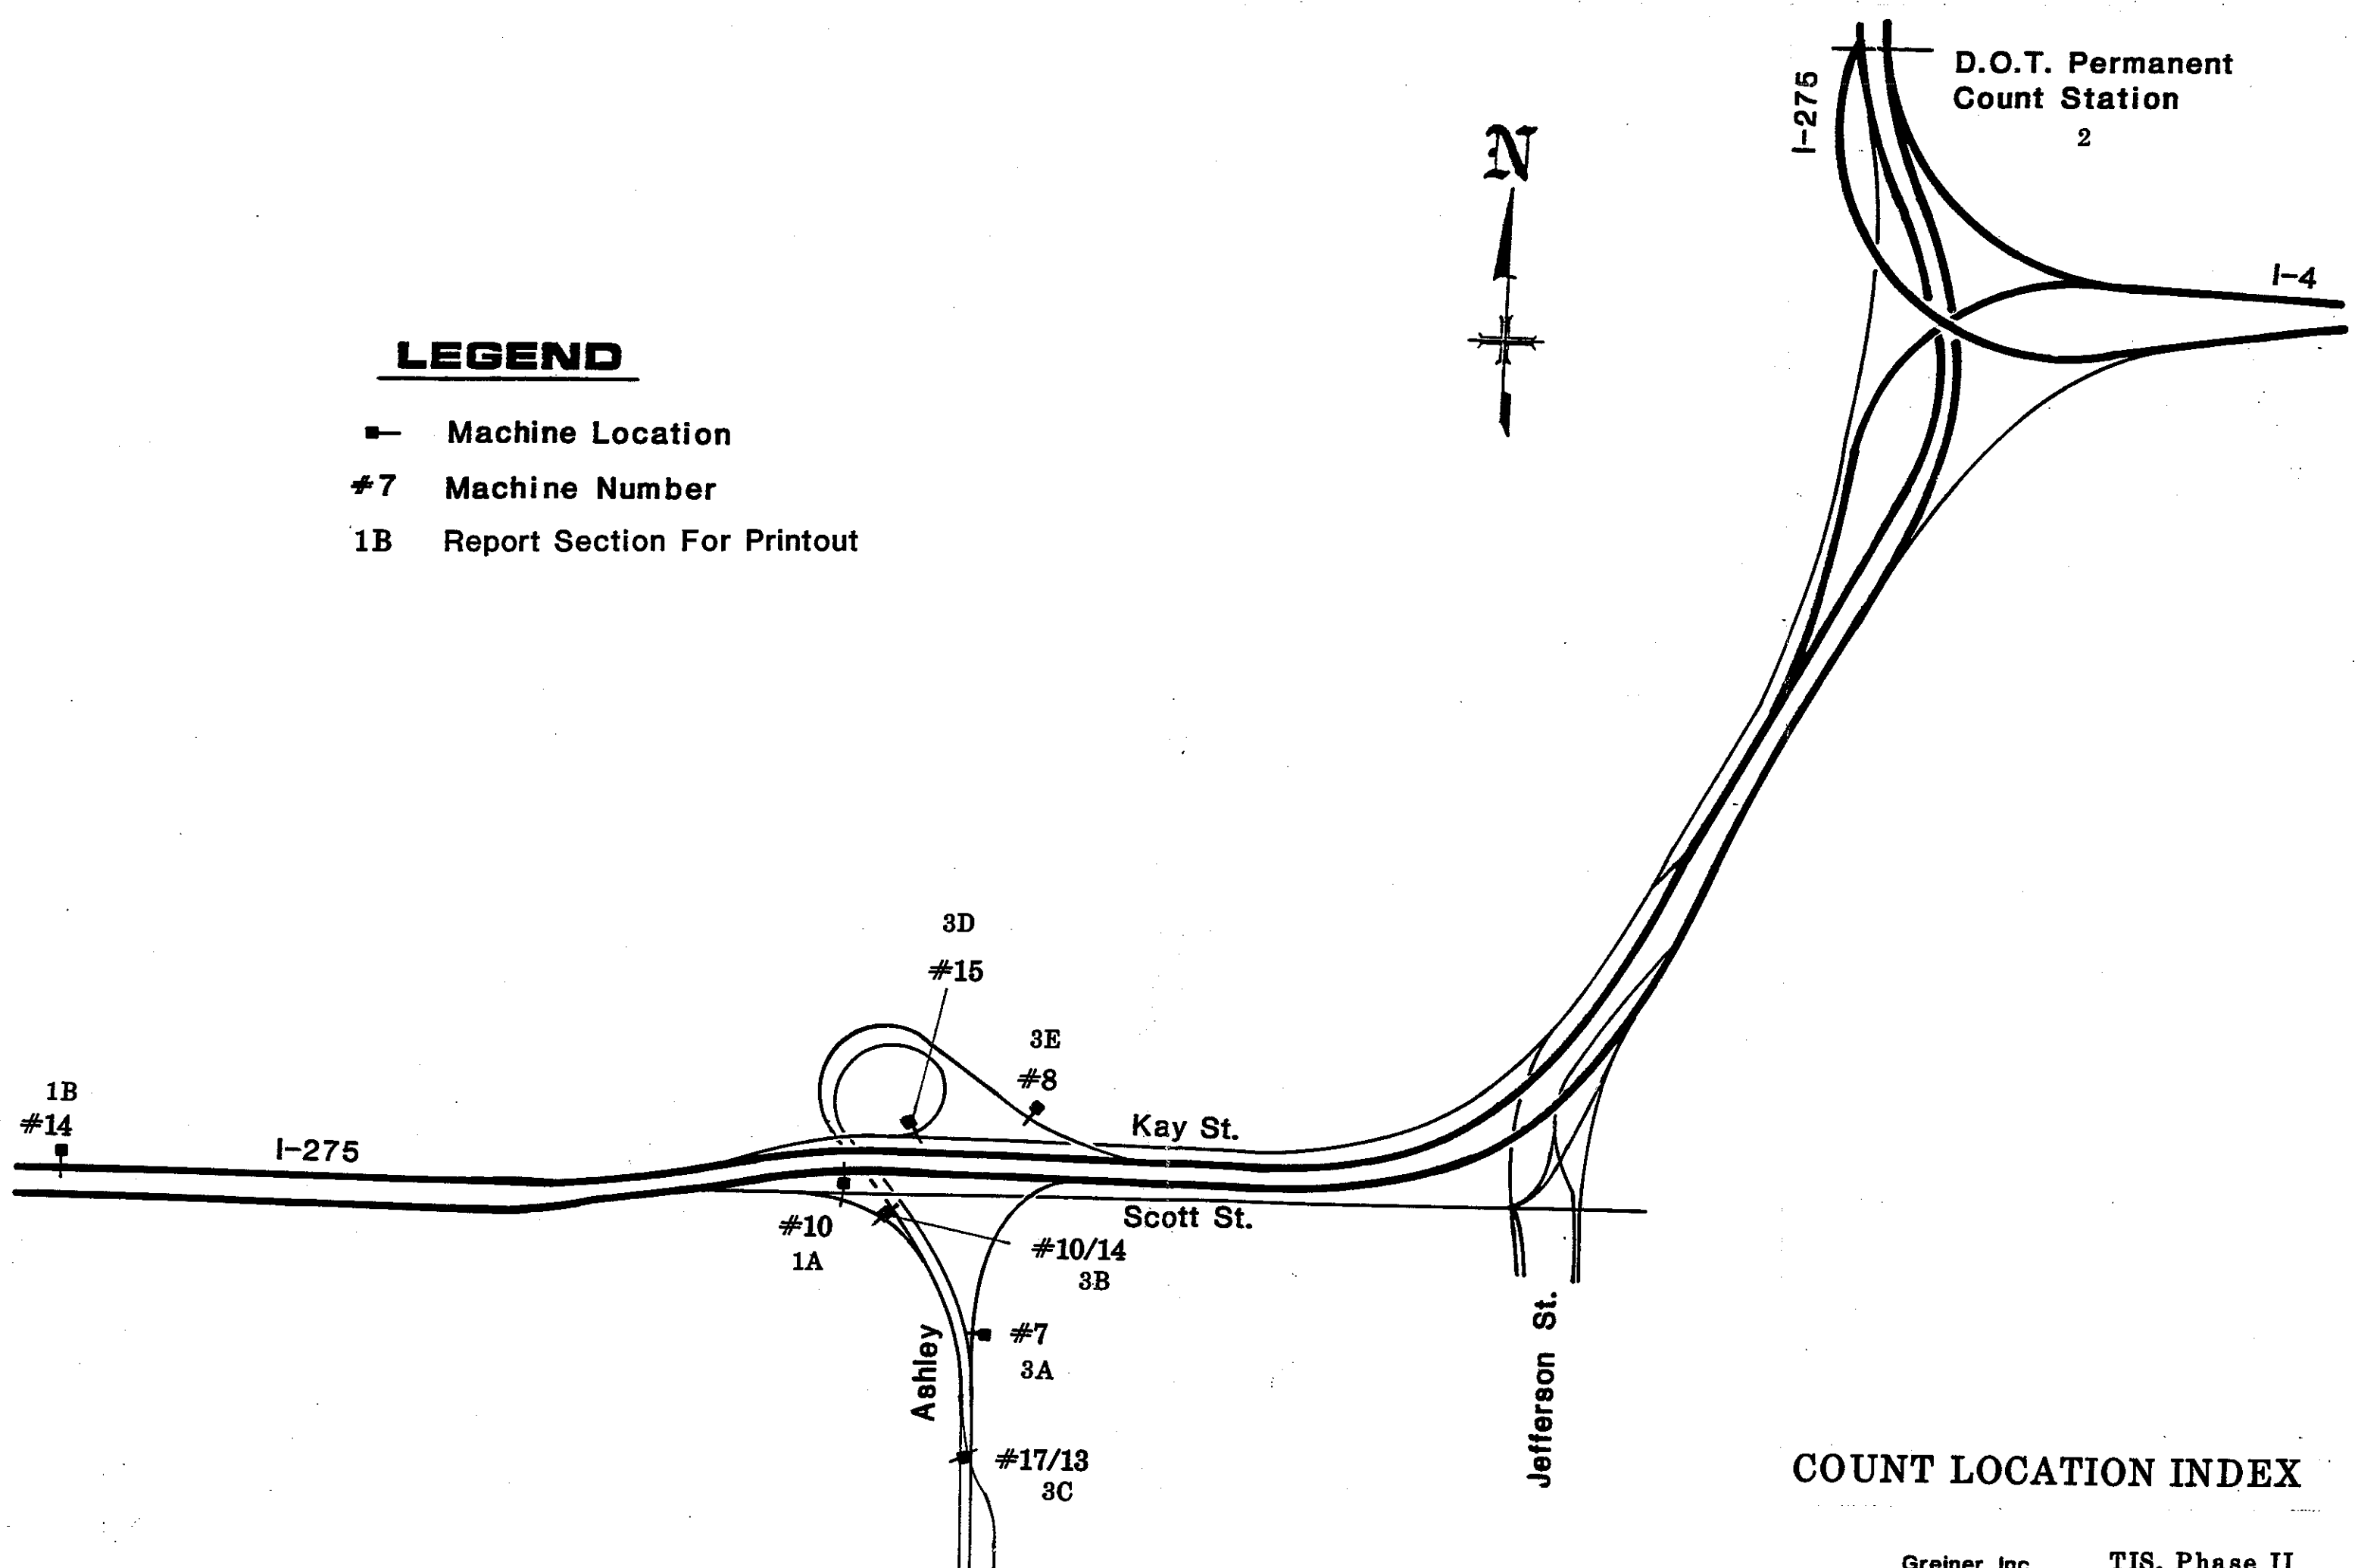 D.O.T. Permanent
Count Station
2
I-275
N
I-4
LEGEND
Machine Location
#7 Machine Number
1B Report Section For Printout
3D
#15
3E
#8
1B
#14
I-275
Kay St.
Scott St.
#10
1A
#10/14
3B
Ashley
#7
3A
#17/13
3C
Jefferson St.
COUNT LOCATION INDEX
Greiner, Inc. TIS, Phase II